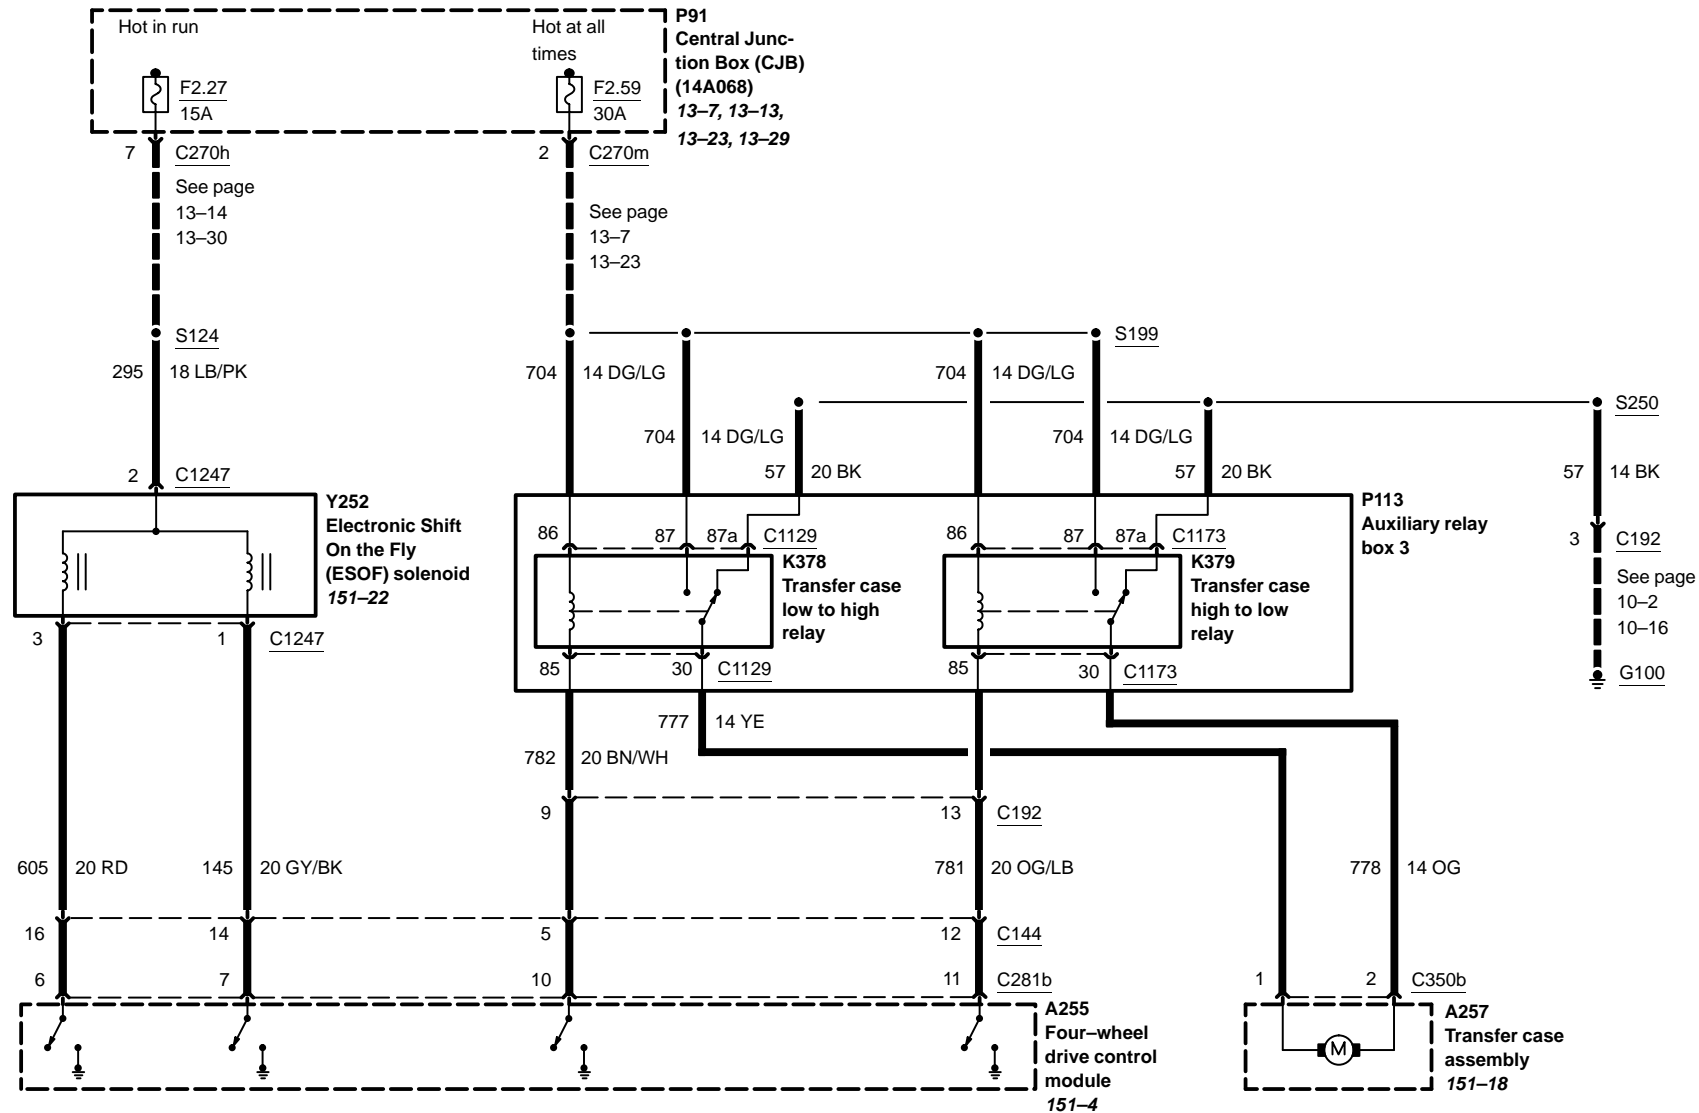 Hot in run
Hot at all
times
P91
Central Junc-
tion Box (CJB)
(14A068)
13–7, 13–13,
13–23, 13–29
F2.27
15A
F2.59
30A
7 C270h
2 C270m
See page
13–14
13–30
See page
13–7
13–23
S124
S199
295 18 LB/PK
704 14 DG/LG
704 14 DG/LG
S250
704 14 DG/LG
704 14 DG/LG
57 20 BK
57 20 BK
57 14 BK
2 C1247
Y252
Electronic Shift
On the Fly
(ESOF) solenoid
151–22
P113
Auxiliary relay
box 3
86 87 87a C1129
86 87 87a C1173
3 C192
K378
Transfer case
low to high
relay
K379
Transfer case
high to low
relay
See page
10–2
10–16
G100
3 1 C1247
85 30 C1129
85 30 C1173
777 14 YE
782 20 BN/WH
9 13 C192
605 20 RD
145 20 GY/BK
781 20 OG/LB
778 14 OG
16 14 5 12 C144
6 7 10 11 C281b
1 2 C350b
A255
Four–wheel
drive control
module
151–4
M
A257
Transfer case
assembly
151–18